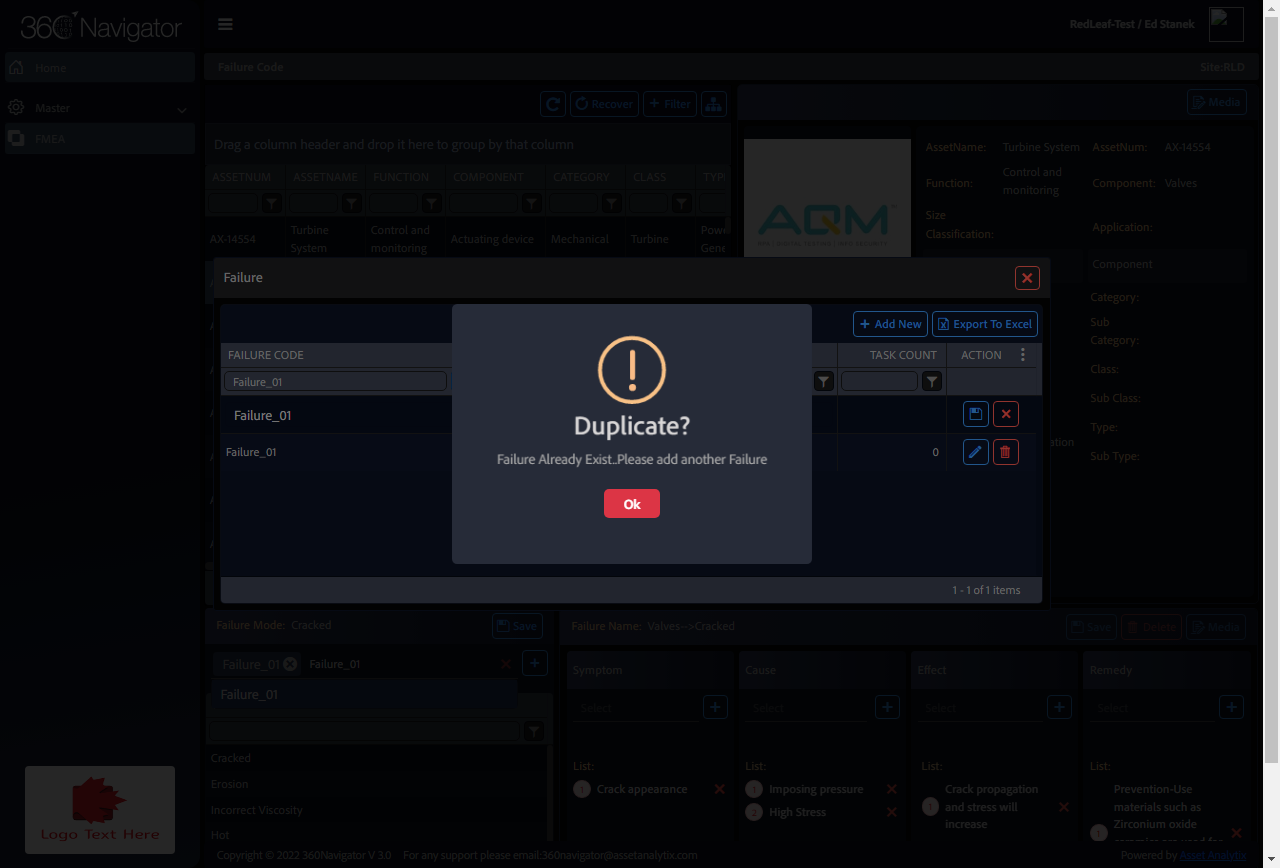 360 Navigator
RedLeaf-Test / Ed Stanek
Home
Master
FMEA
Failure Code
Site:RLD
Recover
Filter
Media
Drag a column header and drop it here to group by that column
ASSETNUM ASSETNAME FUNCTION COMPONENT CATEGORY CLASS TYP
AX-14554 Turbine System Control and monitoring Actuating device Mechanical Turbine Powe Gene
AQM
AssetName: Turbine System AssetNum: AX-14554
Function: Control and monitoring Component: Valves
Size Classification:
Application:
Component
Category:
Sub Category:
Class:
Sub Class:
Type:
Sub Type:
ation
Failure
Add New
Export To Excel
FAILURE CODE TASK COUNT ACTION
Failure_01
Failure_01
Failure_01 0
1 - 1 of 1 items
Duplicate?
Failure Already Exist..Please add another Failure
Ok
Failure Mode: Cracked
Save
Failure_01 Failure_01
Failure_01
Cracked
Erosion
Incorrect Viscosity
Hot
Failure Name: Valves-->Cracked
Save
Delete
Media
Symptom Cause Effect Remedy
Select Select Select Select
List: List: List: List:
1 Crack appearance
1 Imposing pressure
2 High Stress
1 Crack propagation and stress will increase
1 Prevention-Use materials such as Zirconium oxide
Logo Text Here
Copyright © 2022 360Navigator V 3.0 For any support please email:360navigator@assetanalytix.com
Powered by Asset Analytix